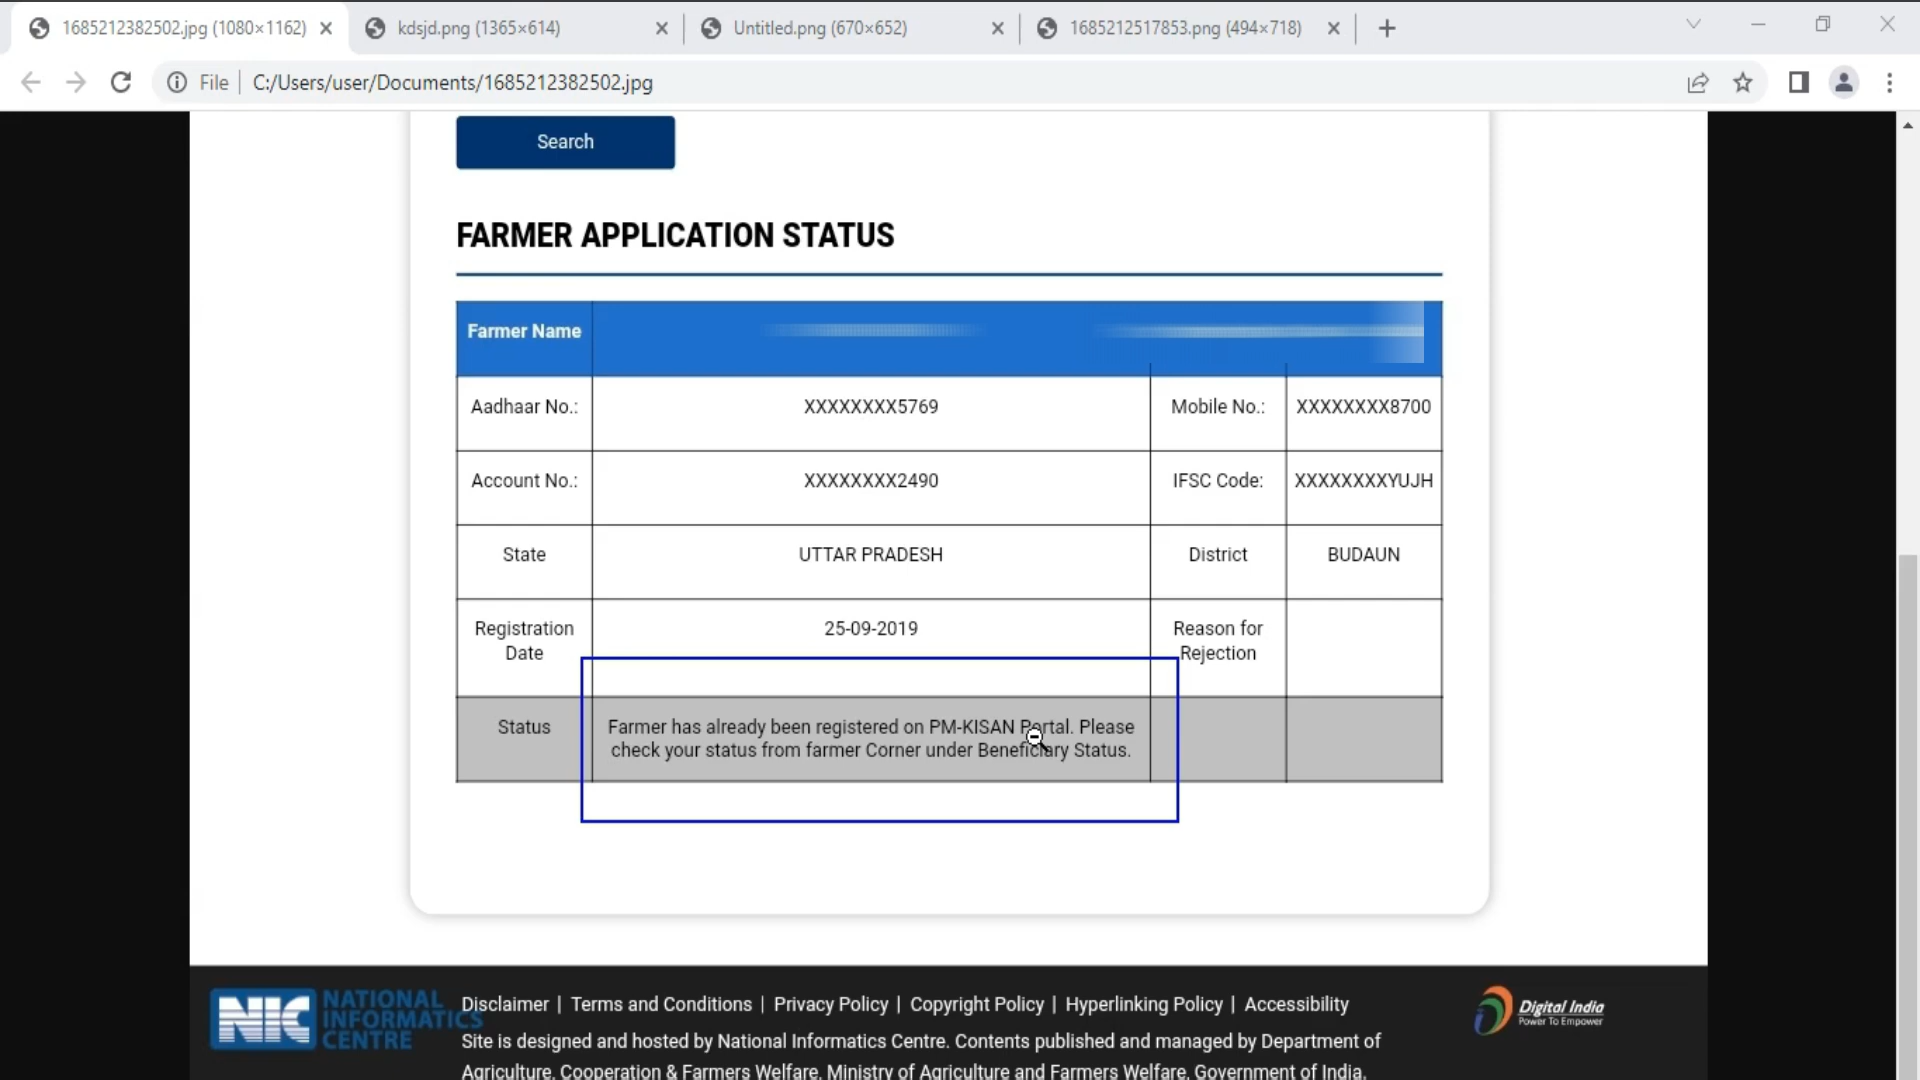 1685212382502.jpg (1080×1162)
kdsjd.png (1365×614)
Untitled.png (670×652)
1685212517853.png (494×718)
File
C:/Users/user/Documents/1685212382502.jpg
Search
FARMER APPLICATION STATUS
Farmer Name
Aadhaar No.: XXXXXXXX5769 Mobile No.: XXXXXXXX8700
Account No.: XXXXXXXX2490 IFSC Code: XXXXXXXXYUJH
State UTTAR PRADESH District BUDAUN
Registration 25-09-2019 Reason for
Date Rejection
Status Farmer has already been registered on PM-KISAN Portal. Please
check your status from farmer Corner under Beneficiary Status.
NIC NATIONAL
INFORMATICS
CENTRE
Disclaimer | Terms and Conditions | Privacy Policy | Copyright Policy | Hyperlinking Policy | Accessibility
Site is designed and hosted by National Informatics Centre. Contents published and managed by Department of
Agriculture, Cooperation & Farmers Welfare, Ministry of Agriculture and Farmers Welfare, Government of India.
Digital India
Power To Empower